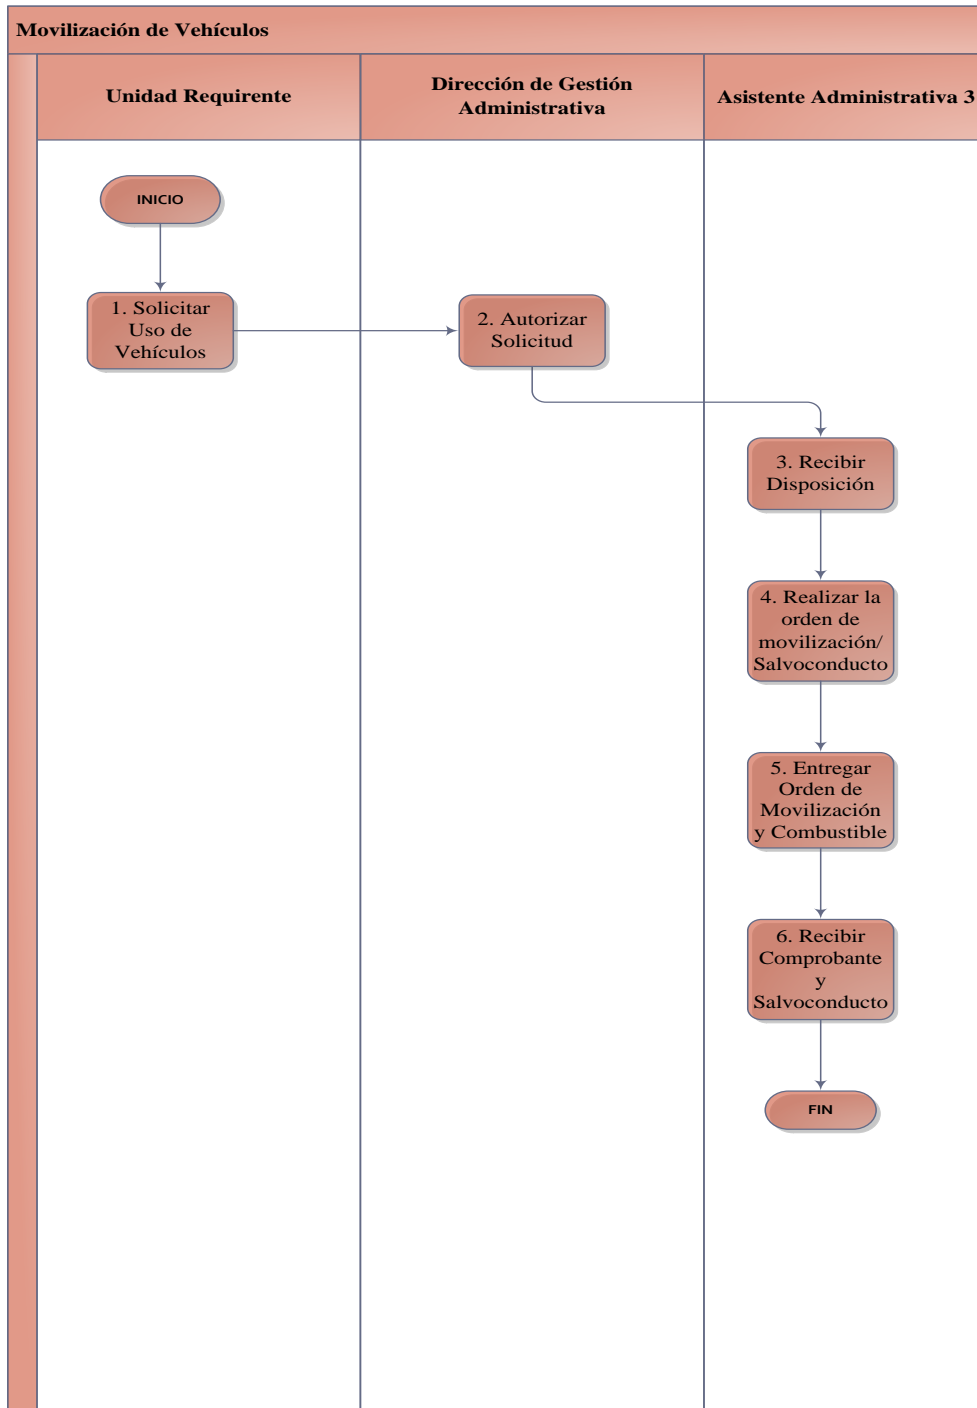 Movilización de Vehículos
Unidad Requirente
Dirección de Gestión
Administrativa
Asistente Administrativa 3
INICIO
1. Solicitar
Uso de
Vehículos
2. Autorizar
Solicitud
3. Recibir
Disposición
4. Realizar la
orden de
movilización/
Salvoconducto
5. Entregar
Orden de
Movilización
y Combustible
6. Recibir
Comprobante
y
Salvoconducto
FIN